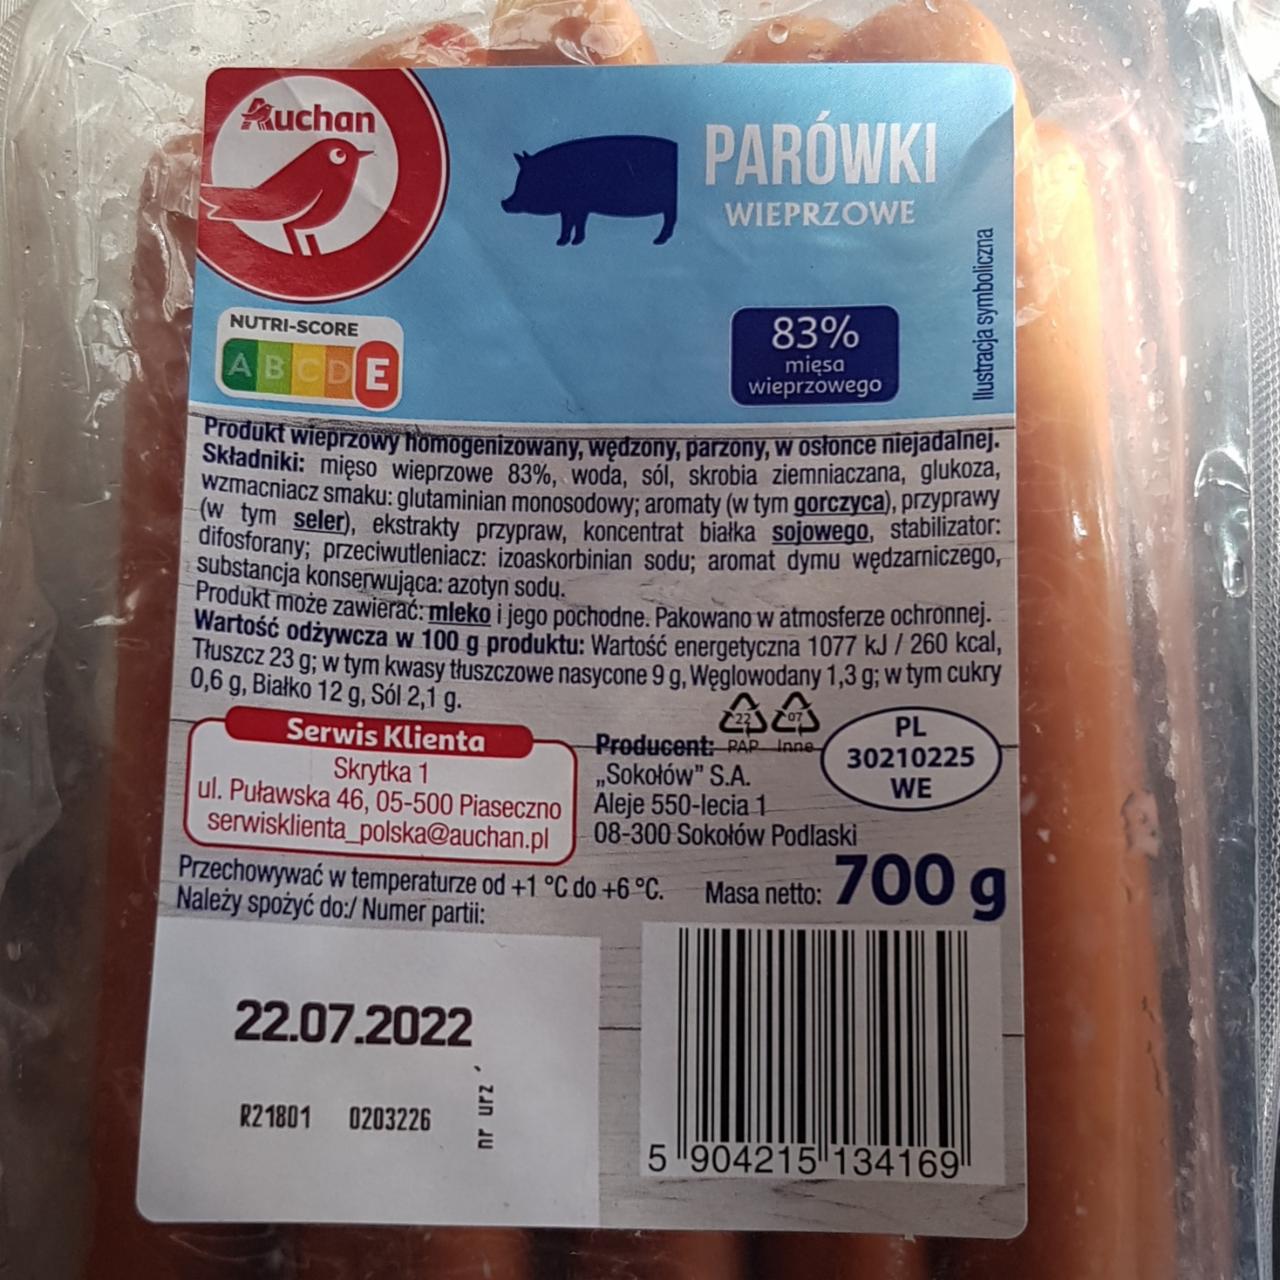 Auchan
PARÓWKI
WIEPRZOWE
Ilustracja symboliczna
NUTRI-SCORE
A B C D E
83%
mięsa
wieprzowego
Produkt wieprzowy homogenizowany, wędzony, parzony, w osłonce niejadalnej.
Składniki: mięso wieprzowe 83%, woda, sól, skrobia ziemniaczana, glukoza,
wzmacniacz smaku: glutaminian monosodowy; aromaty (w tym gorczyca), przyprawy
(w tym seler), ekstrakty przypraw, koncentrat białka sojowego, stabilizator:
difosforany; przeciwutleniacz: izoaskorbinian sodu; aromat dymu wędzarniczego,
substancja konserwująca: azotyn sodu.
Produkt może zawierać: mleko i jego pochodne. Pakowano w atmosferze ochronnej.
Wartość odżywcza w 100 g produktu: Wartość energetyczna 1077 kJ / 260 kcal,
Tłuszcz 23 g; w tym kwasy tłuszczowe nasycone 9 g, Węglowodany 1,3 g; w tym cukry
0,6 g, Białko 12 g, Sól 2,1 g.
Serwis Klienta
Skrytka 1
ul. Puławska 46, 05-500 Piaseczno
serwisklienta_polska@auchan.pl
22 07
PAP Inne
Producent:
„Sokołów” S.A.
Aleje 550-lecia 1
08-300 Sokołów Podlaski
PL
30210225
WE
Przechowywać w temperaturze od +1 °C do +6 °C.
Należy spożyć do:/ Numer partii:
Masa netto: 700 g
22.07.2022
R21801 0203226
nr urz
5 904215 134169